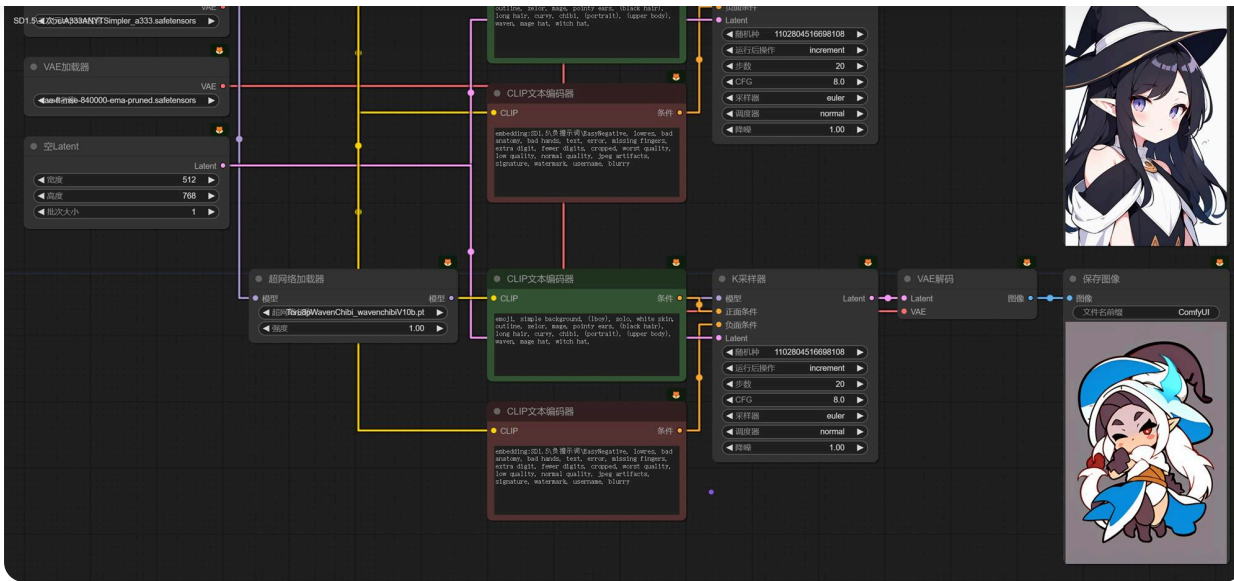 VAE
SD1.5\
A333ANYTSimpler_a333.safetensors
VAE加载器
VAE
840000-ema-pruned.safetensors
空Latent
Latent
宽度 512
高度 768
批次大小 1
outline, zelor, mage, pointy ears, (black hair),
long hair, curvy, chibi, (portrait), (upper body),
waven, mage hat, witch hat,
CLIP文本编码器
CLIP 条件
embedding:SD1.5\负面提示词\EasyNegative, lowres, bad
anatomy, bad hands, text, error, missing fingers,
extra digit, fewer digits, cropped, worst quality,
low quality, normal quality, jpeg artifacts,
signature, watermark, username, blurry
负面条件
Latent
随机种 1102804516698108
运行后操作 increment
步数 20
CFG 8.0
采样器 euler
调度器 normal
降噪 1.00
超网络加载器
模型 模型
WavenChibi_wavenchibiV10b.pt
强度 1.00
CLIP文本编码器
CLIP 条件
emoji, simple background, (1boy), solo, white skin,
outline, zelor, mage, pointy ears, (black hair),
long hair, curvy, chibi, (portrait), (upper body),
waven, mage hat, witch hat,
CLIP文本编码器
CLIP 条件
embedding:SD1.5\负面提示词\EasyNegative, lowres, bad
anatomy, bad hands, text, error, missing fingers,
extra digit, fewer digits, cropped, worst quality,
low quality, normal quality, jpeg artifacts,
signature, watermark, username, blurry
K采样器
模型 Latent
正面条件
负面条件
Latent
随机种 1102804516698108
运行后操作 increment
步数 20
CFG 8.0
采样器 euler
调度器 normal
降噪 1.00
VAE解码
Latent 图像
VAE
保存图像
图像
文件名前缀 ComfyUI